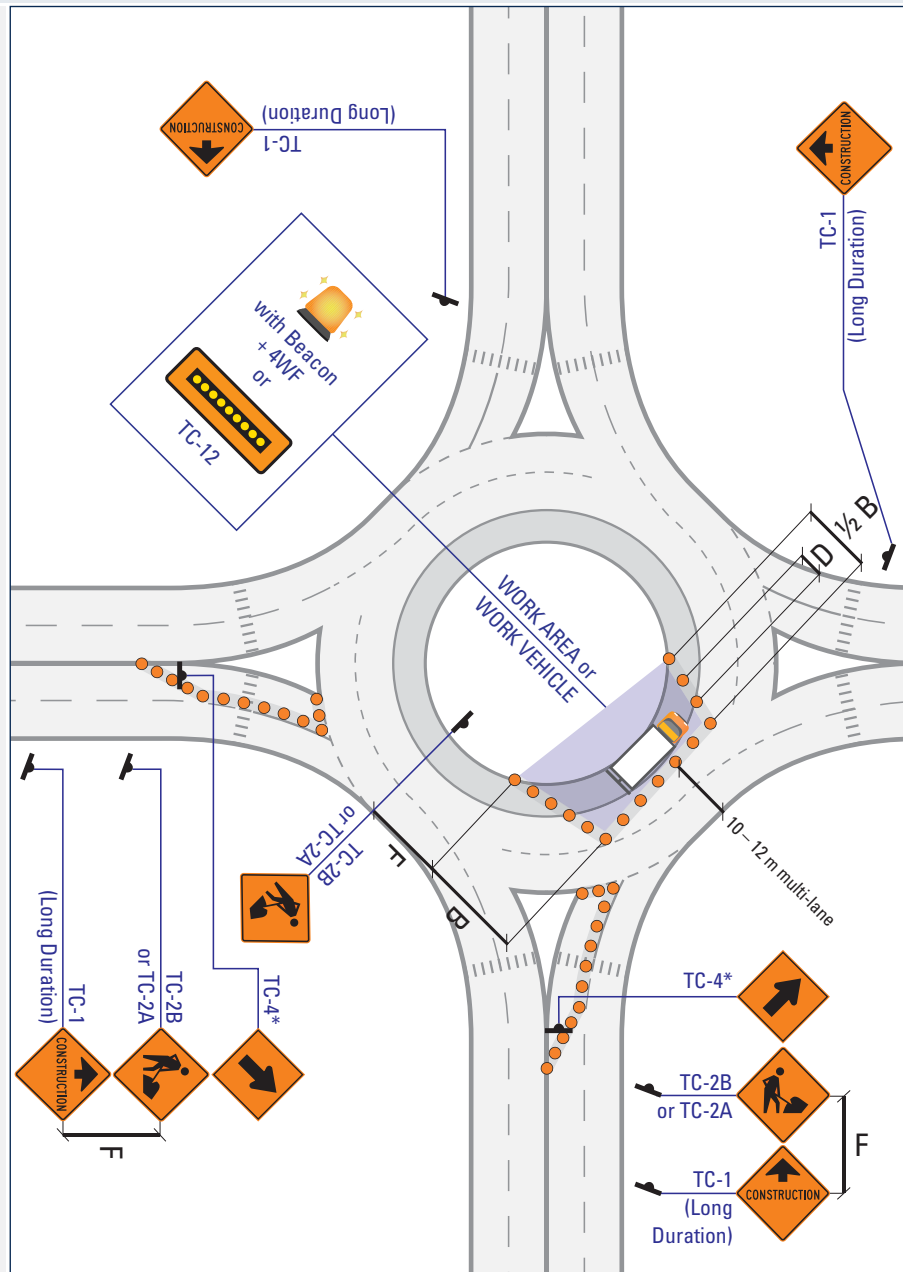 CONSTRUCTION
TC-1
(Long Duration)
CONSTRUCTION
TC-1
(Long Duration)
with Beacon
+ 4WF
or
TC-12
½ B
D
WORK AREA or
WORK VEHICLE
10 – 12 m multi-lane
TC-2B
or TC-2A
F
B
TC-4*
TC-2B
or TC-2A
TC-1
(Long Duration)
CONSTRUCTION
F
TC-4*
TC-2B
or TC-2A
F
TC-1
(Long
Duration)
CONSTRUCTION